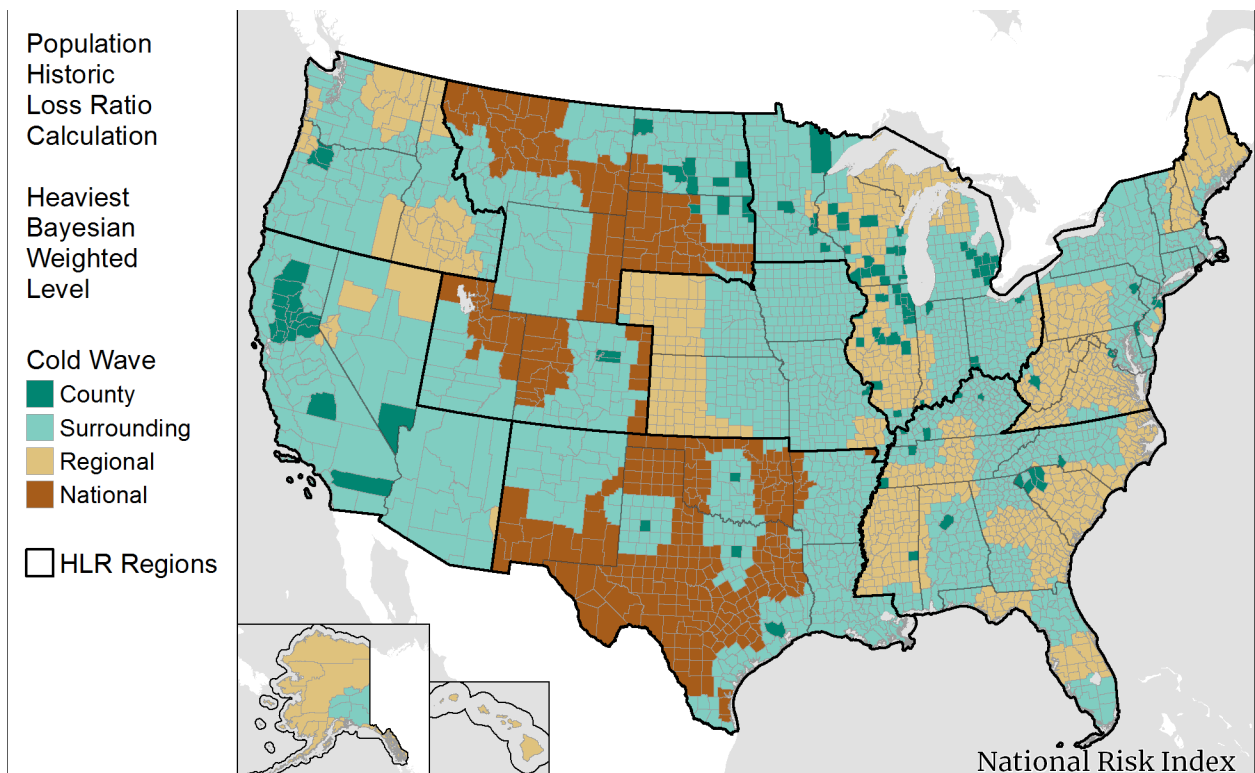 Population
Historic
Loss Ratio
Calculation
Heaviest
Bayesian
Weighted
Level
Cold Wave
County
Surrounding
Regional
National
HLR Regions
National Risk Index